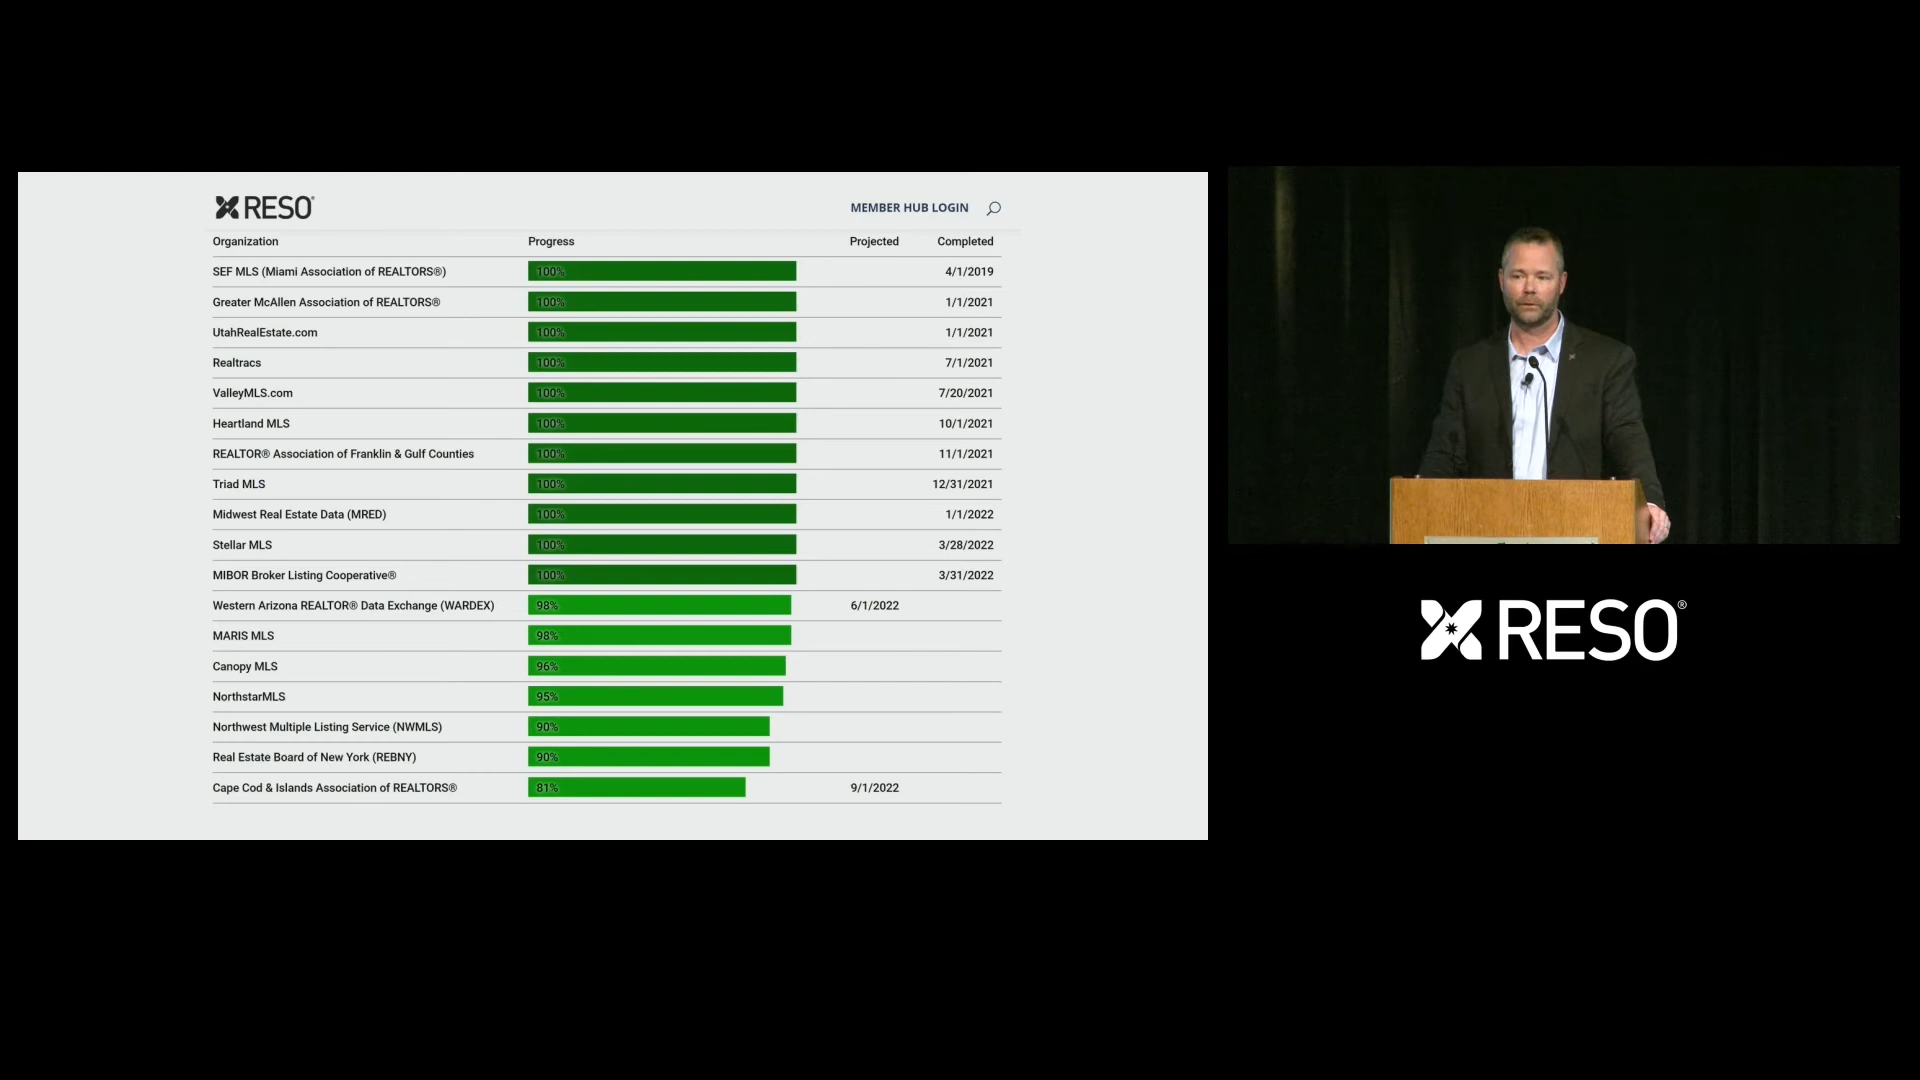 RESO®
MEMBER HUB LOGIN
Organization Progress Projected Completed
SEF MLS (Miami Association of REALTORS®) 100% 4/1/2019
Greater McAllen Association of REALTORS® 100% 1/1/2021
UtahRealEstate.com 100% 1/1/2021
Realtracs 100% 7/1/2021
ValleyMLS.com 100% 7/20/2021
Heartland MLS 100% 10/1/2021
REALTOR® Association of Franklin & Gulf Counties 100% 11/1/2021
Triad MLS 100% 12/31/2021
Midwest Real Estate Data (MRED) 100% 1/1/2022
Stellar MLS 100% 3/28/2022
MIBOR Broker Listing Cooperative® 100% 3/31/2022
Western Arizona REALTOR® Data Exchange (WARDEX) 98% 6/1/2022
MARIS MLS 98%
Canopy MLS 96%
NorthstarMLS 95%
Northwest Multiple Listing Service (NWMLS) 90%
Real Estate Board of New York (REBNY) 90%
Cape Cod & Islands Association of REALTORS® 81% 9/1/2022
RESO®